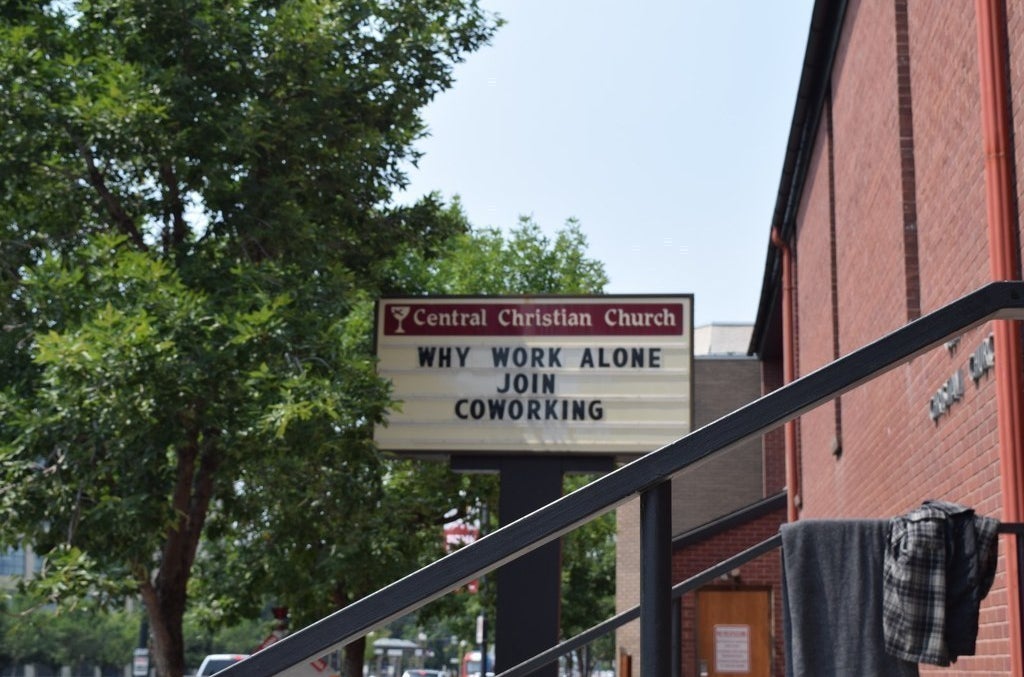 Central Christian Church
WHY WORK ALONE
JOIN
COWORKING